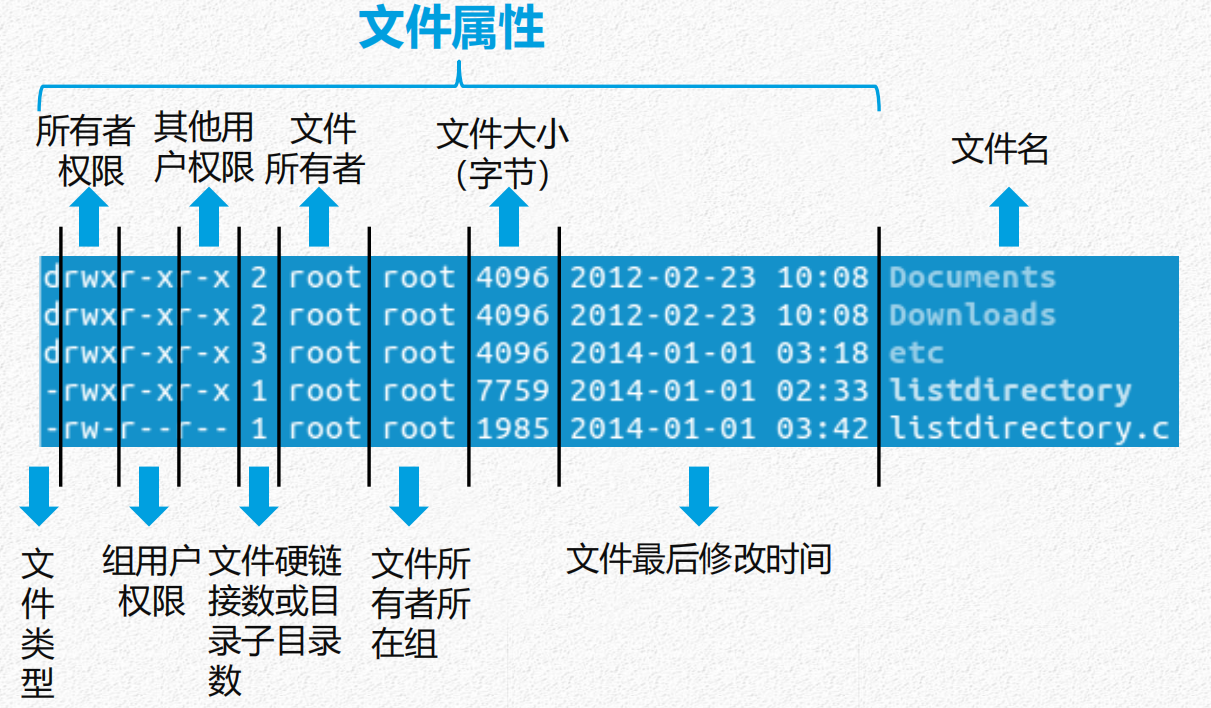 文件属性
所有者
权限
其他用
户权限
文件
所有者
文件大小
（字节）
文件名
drwxr-xr-x 2 root root 4096 2012-02-23 10:08 Documents
drwxr-xr-x 2 root root 4096 2012-02-23 10:08 Downloads
drwxr-xr-x 3 root root 4096 2014-01-01 03:18 etc
-rwxr-xr-x 1 root root 7759 2014-01-01 02:33 listdirectory
-rw-r--r-- 1 root root 1985 2014-01-01 03:42 listdirectory.c
文
件
类
型
组用户
权限
文件硬链
接数或目
录子目录
数
文件所
有者所
在组
文件最后修改时间